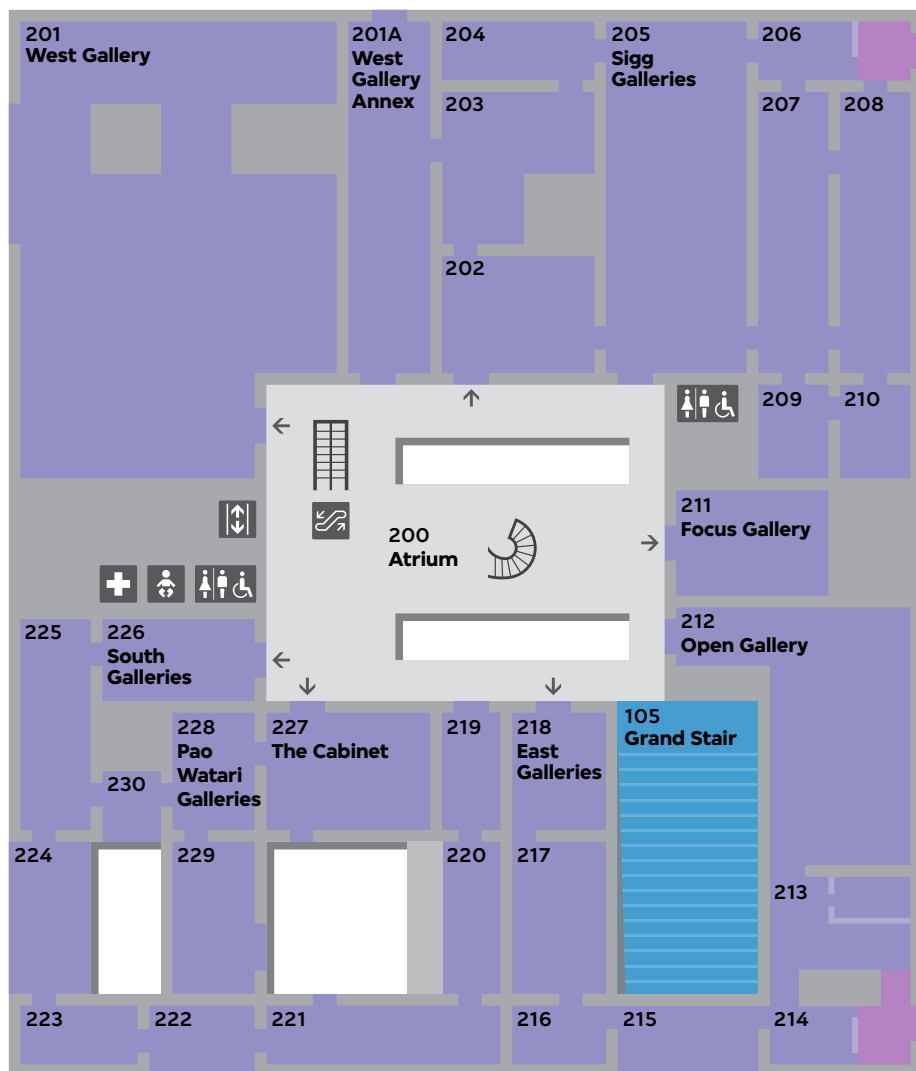 201
West Gallery
201A
West
Gallery
Annex
204
203
202
205
Sigg
Galleries
206
207
208
209
210
211
Focus Gallery
200
Atrium
212
Open Gallery
225
226
South
Galleries
228
Pao
Watari
Galleries
227
The Cabinet
219
218
East
Galleries
105
Grand Stair
230
224
229
220
217
213
223
222
221
216
215
214